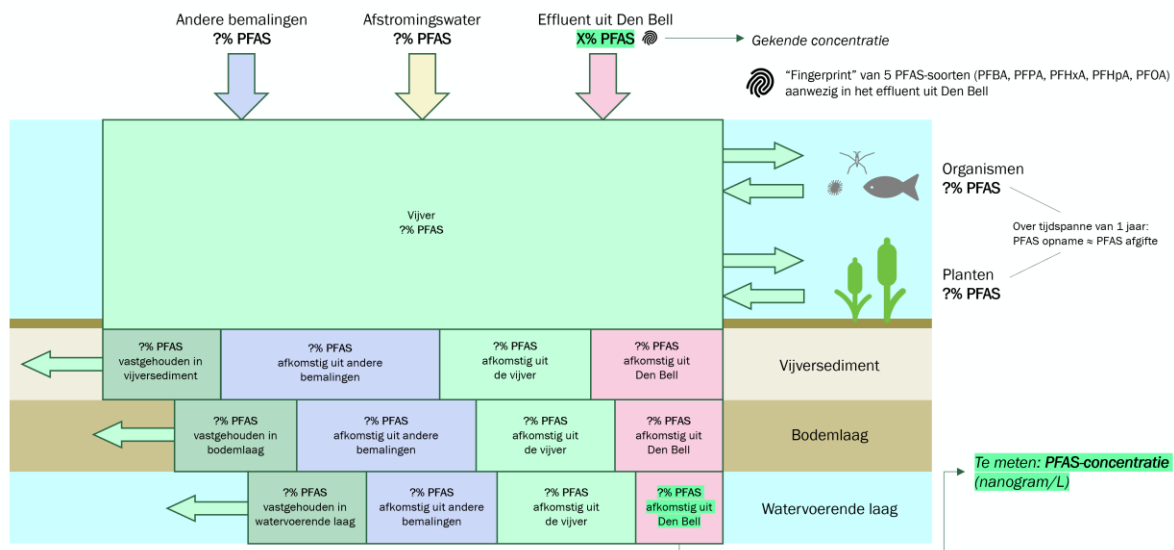 Andere bemalingen
?% PFAS
Afstromingswater
?% PFAS
Effluent uit Den Bell
X% PFAS
Gekende concentratie
"Fingerprint" van 5 PFAS-soorten (PFBA, PFPA, PFHxA, PFHpA, PFOA)
aanwezig in het effluent uit Den Bell
Vijver
?% PFAS
Organismen
?% PFAS
Over tijdspanne van 1 jaar:
PFAS opname ≈ PFAS afgifte
Planten
?% PFAS
?% PFAS
vastgehouden in
vijversediment
?% PFAS
afkomstig uit andere
bemalingen
?% PFAS
afkomstig uit
de vijver
?% PFAS
afkomstig uit
Den Bell
Vijversediment
?% PFAS
vastgehouden in
bodemlaag
?% PFAS
afkomstig uit andere
bemalingen
?% PFAS
afkomstig uit
de vijver
?% PFAS
afkomstig uit
Den Bell
Bodemlaag
?% PFAS
vastgehouden in
watervoerende laag
?% PFAS
afkomstig uit andere
bemalingen
?% PFAS
afkomstig uit
de vijver
?% PFAS
afkomstig uit
Den Bell
Watervoerende laag
Te meten: PFAS-concentratie
(nanogram/L)